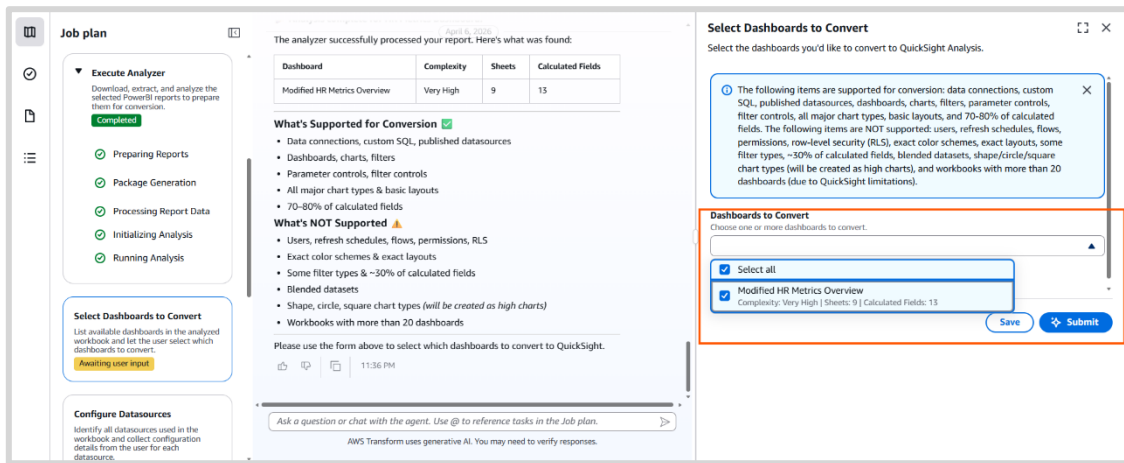 Job plan
Execute Analyzer
Download, extract, and analyze the
selected PowerBI reports to prepare
them for conversion.
Completed
Preparing Reports
Package Generation
Processing Report Data
Initializing Analysis
Running Analysis
Select Dashboards to Convert
List available dashboards in the analyzed
workbook and let the user select which
dashboards to convert.
Awaiting user input
Configure Datasources
Identify all datasources used in the
workbook and collect configuration
details from the user for each
datasource.
April 6, 2026
The analyzer successfully processed your report. Here's what was found:
Dashboard Complexity Sheets Calculated Fields
Modified HR Metrics Overview Very High 9 13
What's Supported for Conversion ✅
• Data connections, custom SQL, published datasources
• Dashboards, charts, filters
• Parameter controls, filter controls
• All major chart types & basic layouts
• 70–80% of calculated fields
What's NOT Supported ⚠️
• Users, refresh schedules, flows, permissions, RLS
• Exact color schemes & exact layouts
• Some filter types & ~30% of calculated fields
• Blended datasets
• Shape, circle, square chart types (will be created as high charts)
• Workbooks with more than 20 dashboards
Please use the form above to select which dashboards to convert to QuickSight.
11:36 PM
Ask a question or chat with the agent. Use @ to reference tasks in the Job plan.
AWS Transform uses generative AI. You may need to verify responses.
Select Dashboards to Convert
Select the dashboards you'd like to convert to QuickSight Analysis.
The following items are supported for conversion: data connections, custom
SQL, published datasources, dashboards, charts, filters, parameter controls,
filter controls, all major chart types, basic layouts, and 70-80% of calculated
fields. The following items are NOT supported: users, refresh schedules, flows,
permissions, row-level security (RLS), exact color schemes, exact layouts, some
filter types, ~30% of calculated fields, blended datasets, shape/circle/square
chart types (will be created as high charts), and workbooks with more than 20
dashboards (due to QuickSight limitations).
Dashboards to Convert
Choose one or more dashboards to convert.
Select all
Modified HR Metrics Overview
Complexity: Very High | Sheets: 9 | Calculated Fields: 13
Save
Submit